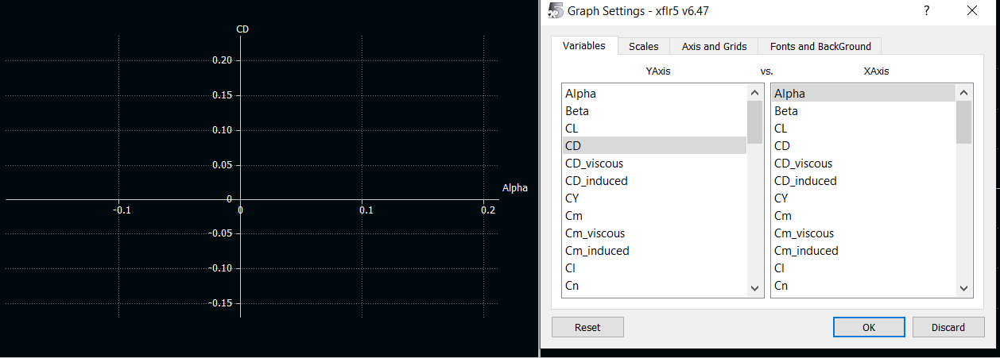 CD
0.20
0.15
0.10
0.05
Alpha
0
-0.1
0
0.1
0.2
-0.05
-0.10
-0.15
Graph Settings - xflr5 v6.47
?
Variables
Scales
Axis and Grids
Fonts and BackGround
YAxis
vs.
XAxis
Alpha
Beta
CL
CD
CD_viscous
CD_induced
CY
Cm
Cm_viscous
Cm_induced
Cl
Cn
Alpha
Beta
CL
CD
CD_viscous
CD_induced
CY
Cm
Cm_viscous
Cm_induced
Cl
Cn
Reset
OK
Discard